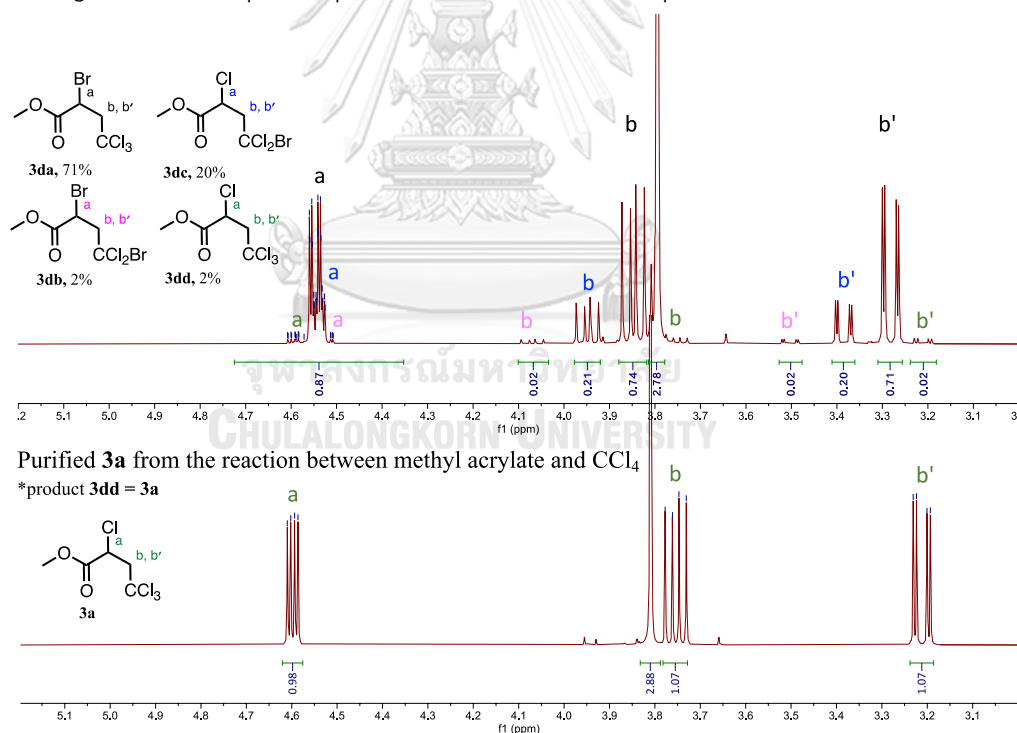 Br
a
b, b′
O
O
CCl3
3da, 71%
Cl
a
b, b′
O
O
CCl2Br
3dc, 20%
Br
a
b, b′
O
O
CCl2Br
3db, 2%
Cl
a
b, b′
O
O
CCl3
3dd, 2%
a
a
a
a
b
b
b
b
b'
b'
b'
b'
0.87
0.02
0.21
0.74
2.78
0.02
0.20
0.71
0.02
จุฬาลงกรณ์มหาวิทยาลัย
CHULALONGKORN UNIVERSITY
.2 5.1 5.0 4.9 4.8 4.7 4.6 4.5 4.4 4.3 4.2 4.1 4.0 3.9 3.8 3.7 3.6 3.5 3.4 3.3 3.2 3.1 3.0
f1 (ppm)
Purified 3a from the reaction between methyl acrylate and CCl4
*product 3dd = 3a
Cl
a
b, b′
O
O
CCl3
3a
a
b
b'
0.98
2.88
1.07
1.07
5.1 5.0 4.9 4.8 4.7 4.6 4.5 4.4 4.3 4.2 4.1 4.0 3.9 3.8 3.7 3.6 3.5 3.4 3.3 3.2 3.1
f1 (ppm)